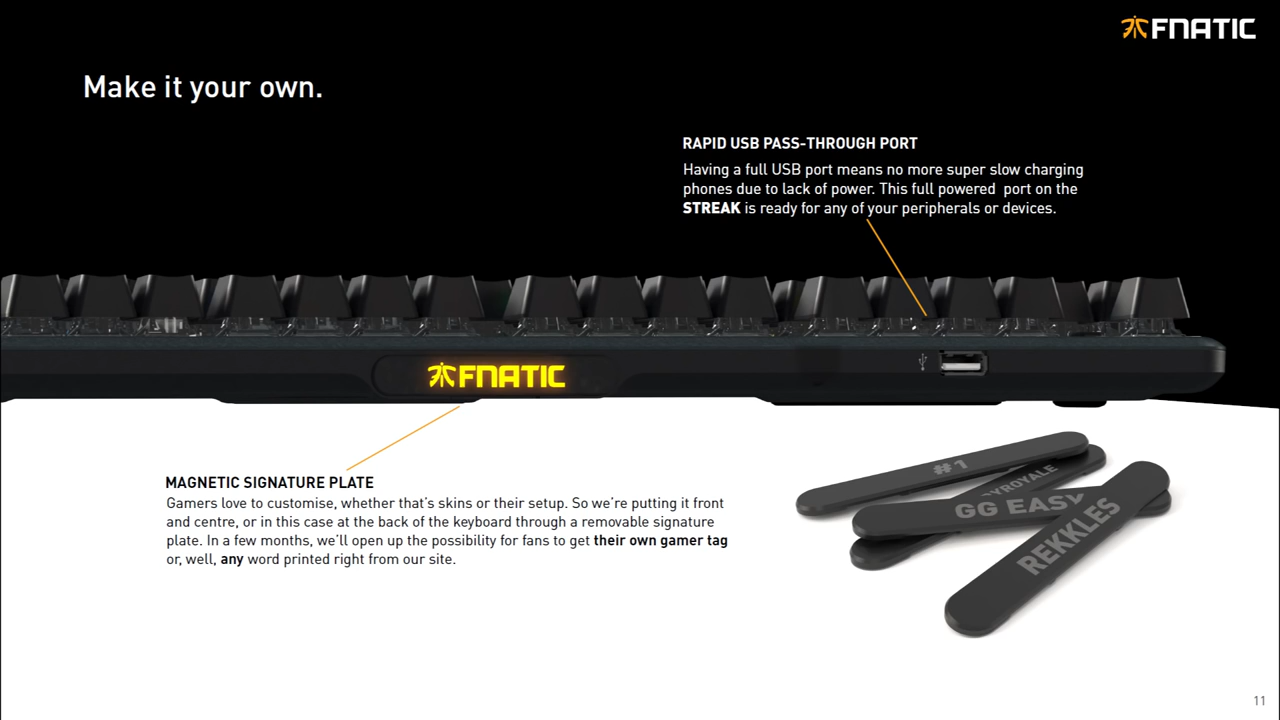 FNATIC
Make it your own.
RAPID USB PASS-THROUGH PORT
Having a full USB port means no more super slow charging
phones due to lack of power. This full powered  port on the
STREAK is ready for any of your peripherals or devices.
FNATIC
MAGNETIC SIGNATURE PLATE
Gamers love to customise, whether that's skins or their setup. So we're putting it front
and centre, or in this case at the back of the keyboard through a removable signature
plate. In a few months, we'll open up the possibility for fans to get their own gamer tag
or, well, any word printed right from our site.
#1
GG EASY
REKKLES
11